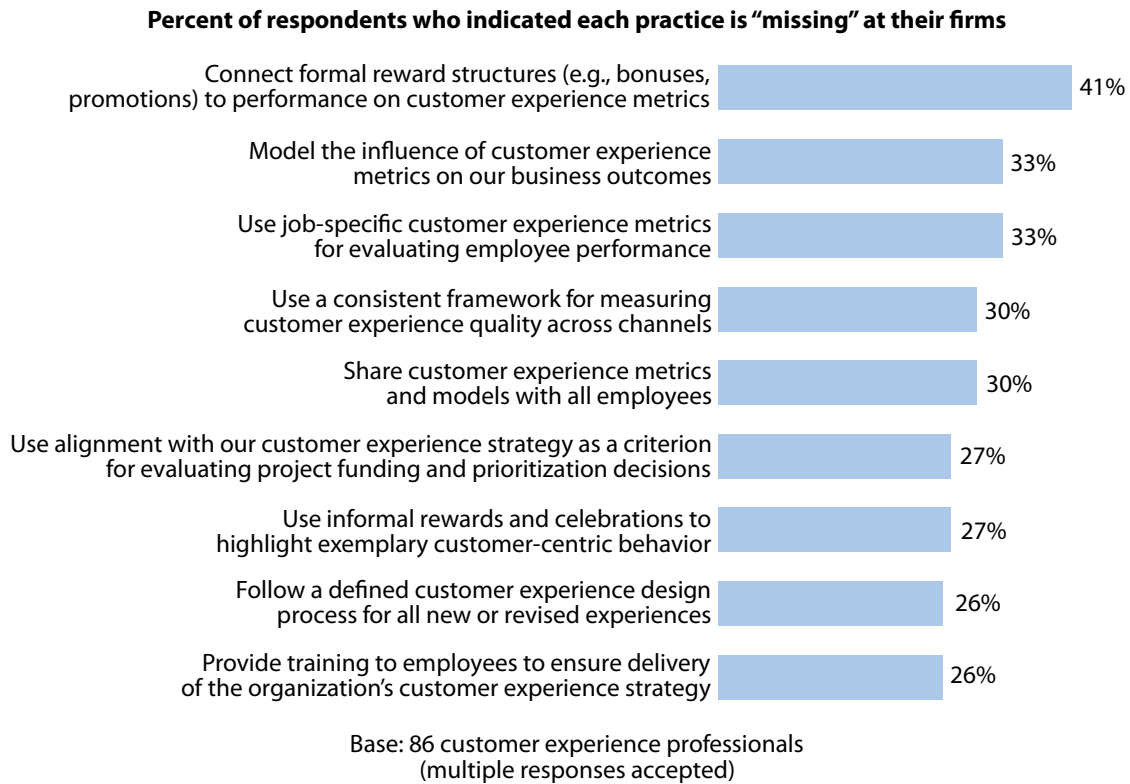 Percent of respondents who indicated each practice is “missing” at their firms
Connect formal reward structures (e.g., bonuses,
promotions) to performance on customer experience metrics
41%
Model the influence of customer experience
metrics on our business outcomes
33%
Use job-specific customer experience metrics
for evaluating employee performance
33%
Use a consistent framework for measuring
customer experience quality across channels
30%
Share customer experience metrics
and models with all employees
30%
Use alignment with our customer experience strategy as a criterion
for evaluating project funding and prioritization decisions
27%
Use informal rewards and celebrations to
highlight exemplary customer-centric behavior
27%
Follow a defined customer experience design
process for all new or revised experiences
26%
Provide training to employees to ensure delivery
of the organization’s customer experience strategy
26%
Base: 86 customer experience professionals
(multiple responses accepted)